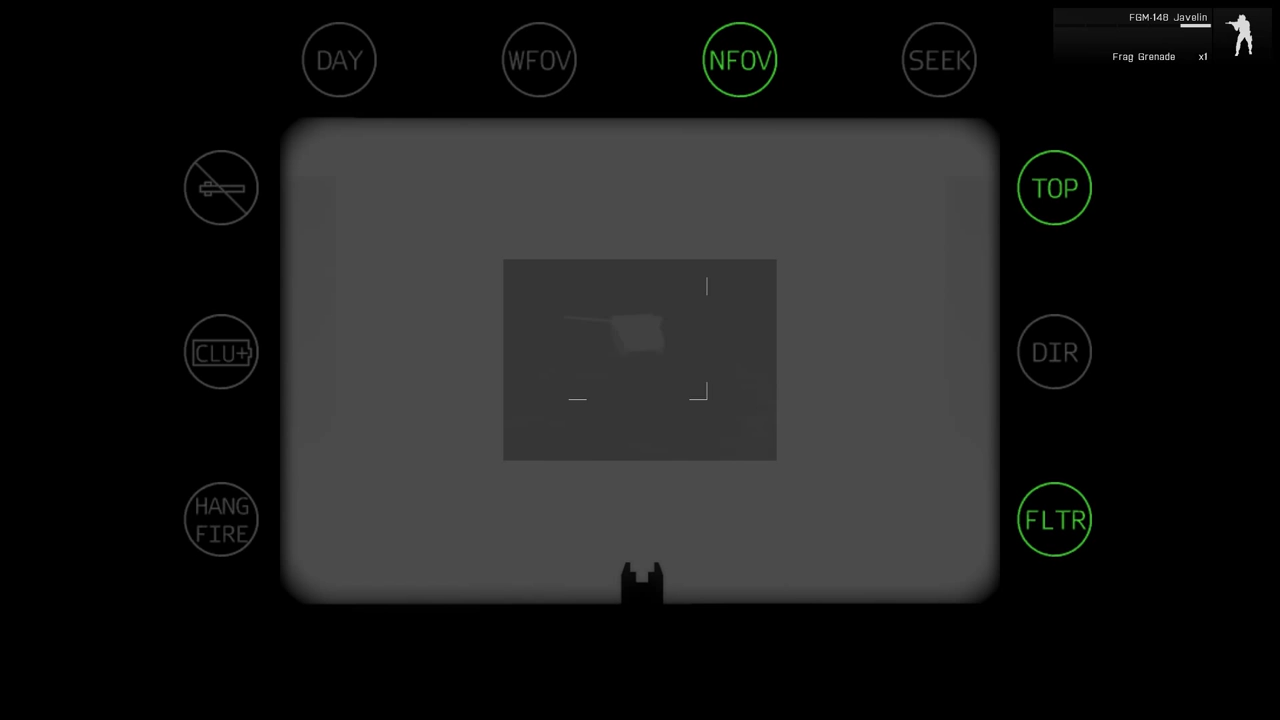 FGM-148 Javelin
Frag Grenade x1
DAY
WFOV
NFOV
SEEK
TOP
CLU+
DIR
HANG
FIRE
FLTR